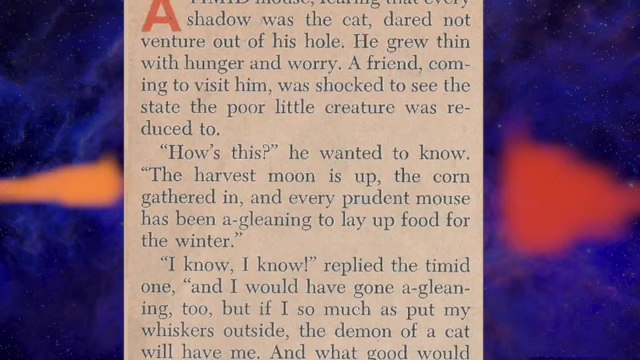 A TIMID mouse, fearing that every
shadow was the cat, dared not
venture out of his hole. He grew thin
with hunger and worry. A friend, com-
ing to visit him, was shocked to see the
state the poor little creature was re-
duced to.
“How's this?” he wanted to know.
“The harvest moon is up, the corn
gathered in, and every prudent mouse
has been a-gleaning to lay up food for
the winter.”
“I know, I know!” replied the timid
one, “and I would have gone a-glean-
ing, too, but if I so much as put my
whiskers outside, the demon of a cat
will have me. And what good would